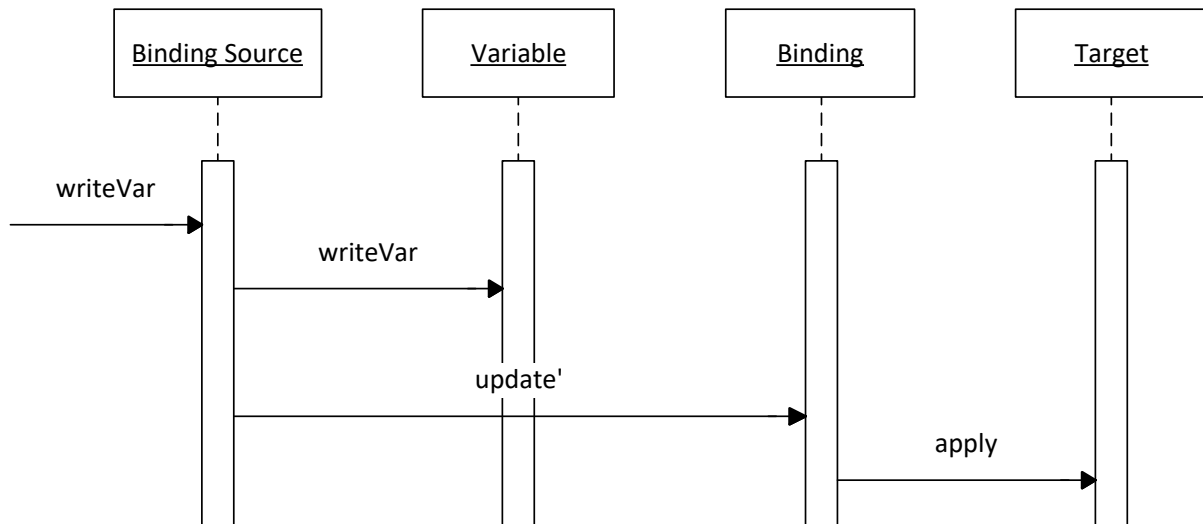 Binding Source
Variable
Binding
Target
writeVar
writeVar
update'
apply